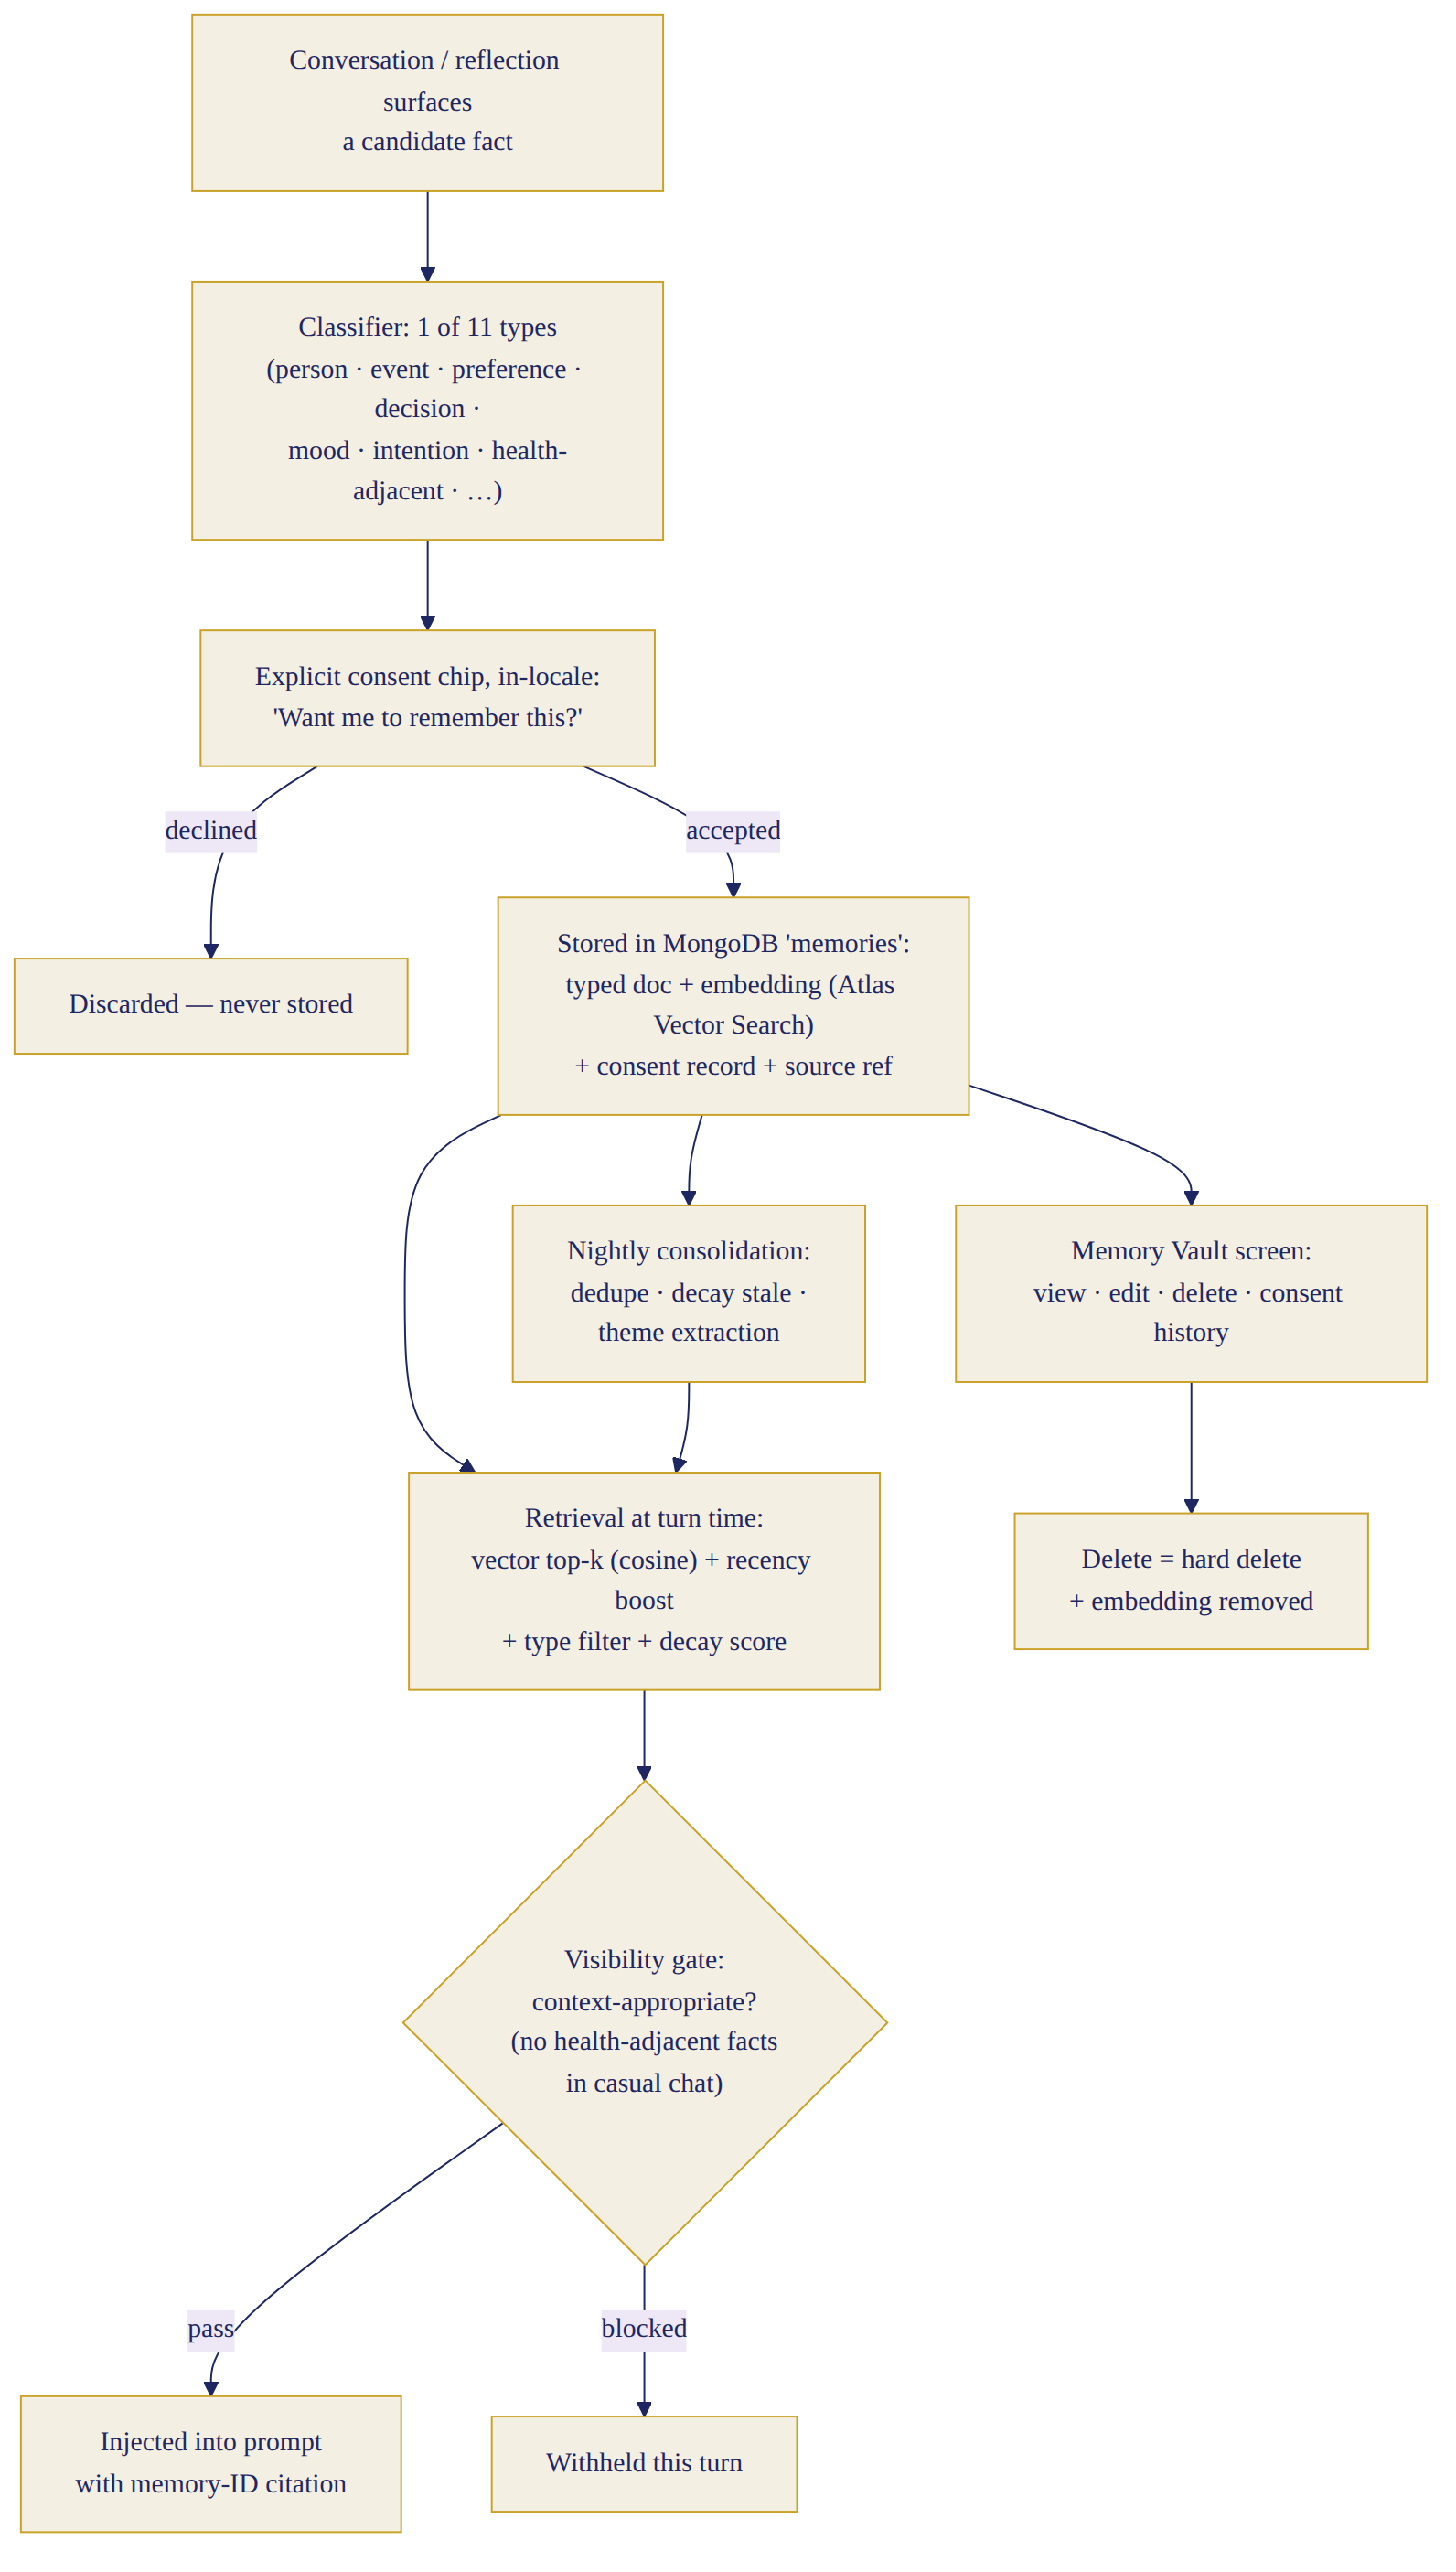 Conversation / reflection
surfaces
a candidate fact
Classifier: 1 of 11 types
(person · event · preference ·
decision ·
mood · intention · health-
adjacent · …)
Explicit consent chip, in-locale:
'Want me to remember this?'
declined
accepted
Stored in MongoDB 'memories':
typed doc + embedding (Atlas
Vector Search)
+ consent record + source ref
Discarded — never stored
Nightly consolidation:
dedupe · decay stale ·
theme extraction
Memory Vault screen:
view · edit · delete · consent
history
Retrieval at turn time:
vector top-k (cosine) + recency
boost
+ type filter + decay score
Delete = hard delete
+ embedding removed
Visibility gate:
context-appropriate?
(no health-adjacent facts
in casual chat)
pass
blocked
Injected into prompt
with memory-ID citation
Withheld this turn